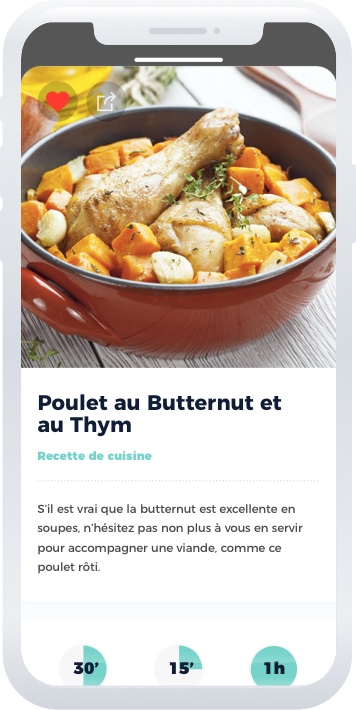 Poulet au Butternut et
au Thym
Recette de cuisine
S’il est vrai que la butternut est excellente en
soupes, n’hésitez pas non plus à vous en servir
pour accompagner une viande, comme ce
poulet rôti.
30’ 15’ 1h